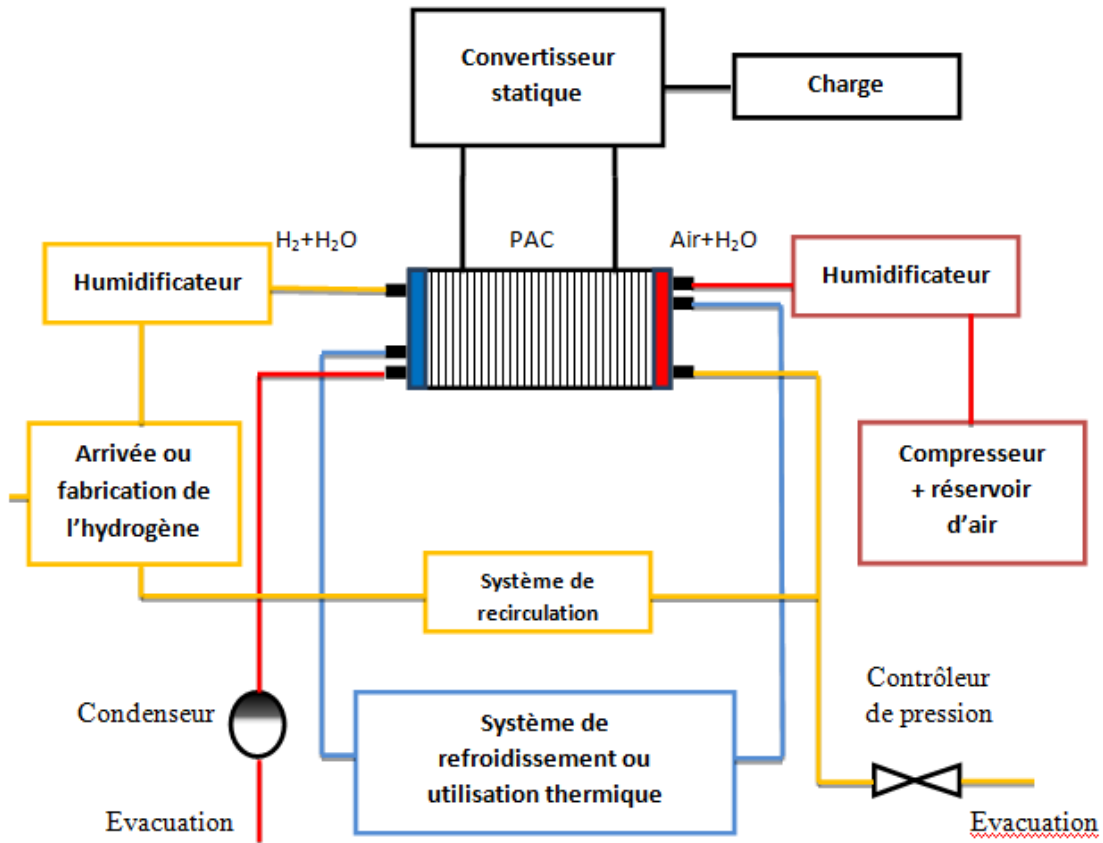 Convertisseur
statique
Charge
H₂+H₂O
PAC
Air+H₂O
Humidificateur
Humidificateur
Arrivée ou
fabrication de
l'hydrogène
Compresseur
+ réservoir
d'air
Système de
recirculation
Contrôleur
de pression
Condenseur
Système de
refroidissement ou
utilisation thermique
Evacuation
Evacuation